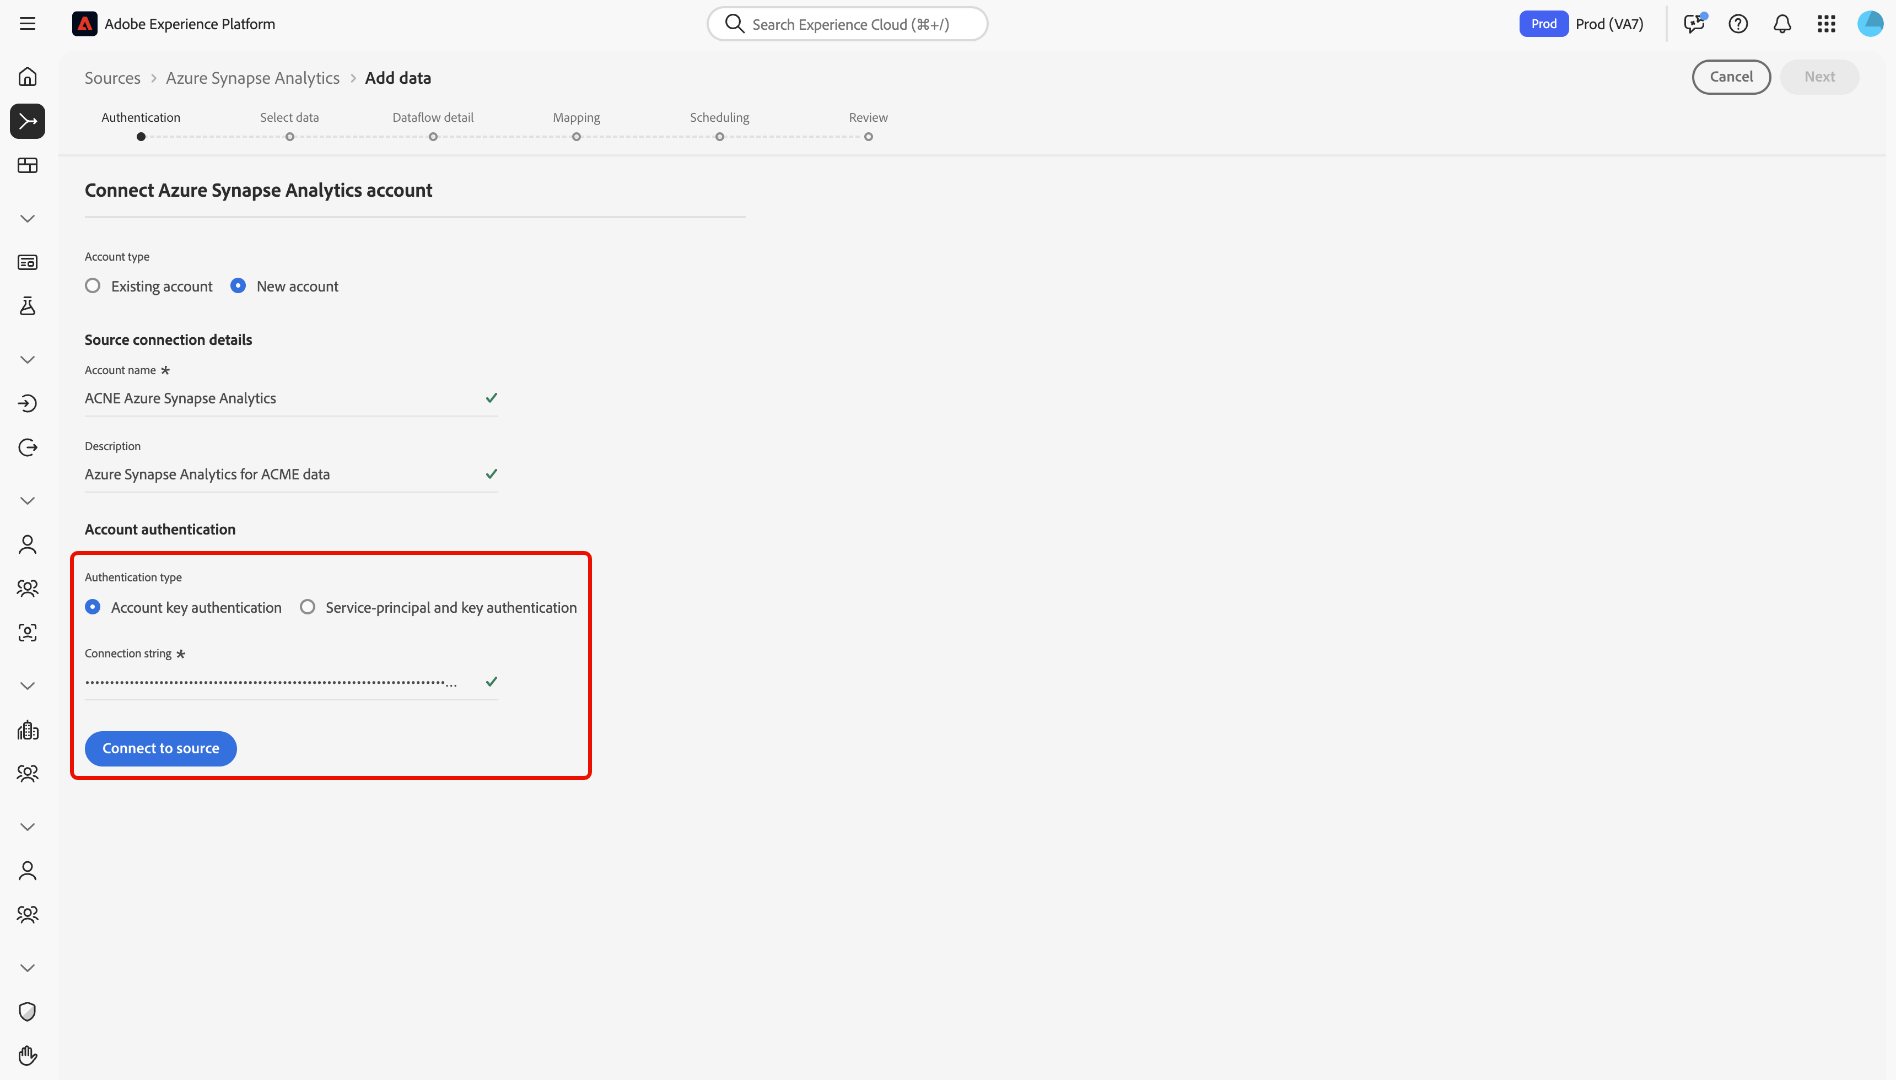 Adobe Experience Platform
Search Experience Cloud (⌘+/)
Prod
Prod (VA7)
Sources > Azure Synapse Analytics > Add data
Cancel
Next
Authentication
Select data
Dataflow detail
Mapping
Scheduling
Review
Connect Azure Synapse Analytics account
Account type
Existing account
New account
Source connection details
Account name *
ACNE Azure Synapse Analytics
Description
Azure Synapse Analytics for ACME data
Account authentication
Authentication type
Account key authentication
Service-principal and key authentication
Connection string *
Connect to source